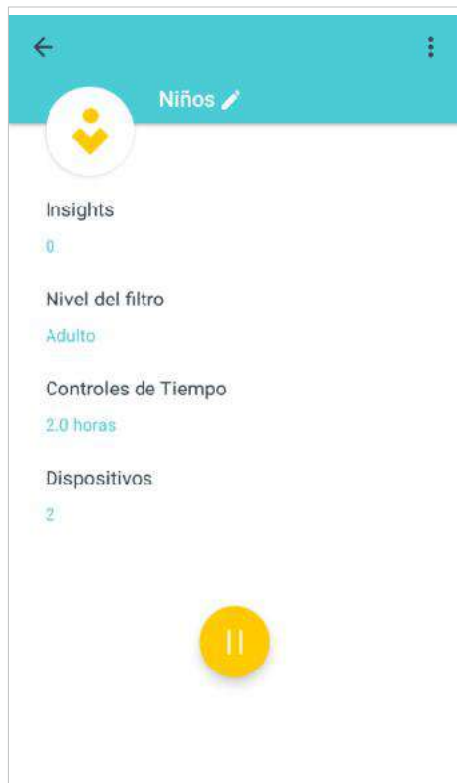 Niños
Insights
0
Nivel del filtro
Adulto
Controles de Tiempo
2.0 horas
Dispositivos
2